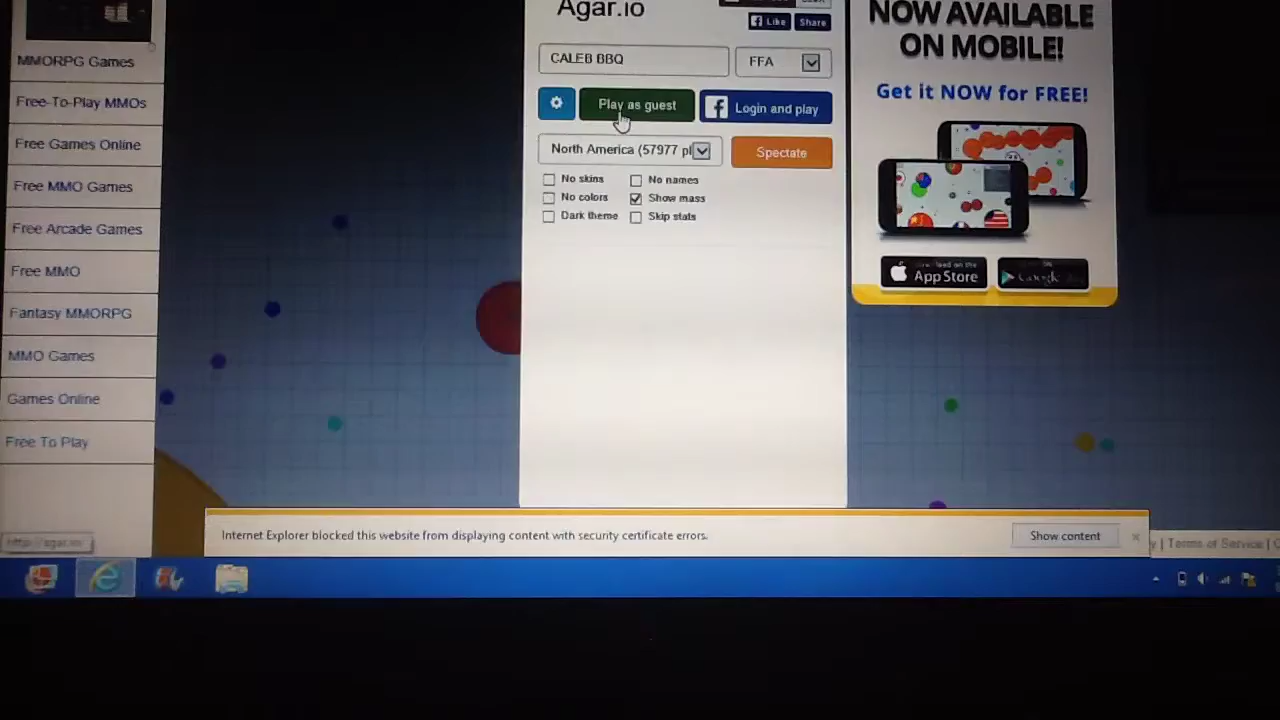 Agar.io
Like Share
CALEB BBQ
FFA
Play as guest
Login and play
North America (57977 pl
Spectate
No skins
No names
No colors
Show mass
Dark theme
Skip stats
MMORPG Games
Free-To-Play MMOs
Free Games Online
Free MMO Games
Free Arcade Games
Free MMO
Fantasy MMORPG
MMO Games
Games Online
Free To Play
NOW AVAILABLE
ON MOBILE!
Get it NOW for FREE!
App Store
Google
Internet Explorer blocked this website from displaying content with security certificate errors.
Show content
| Terms of Service |